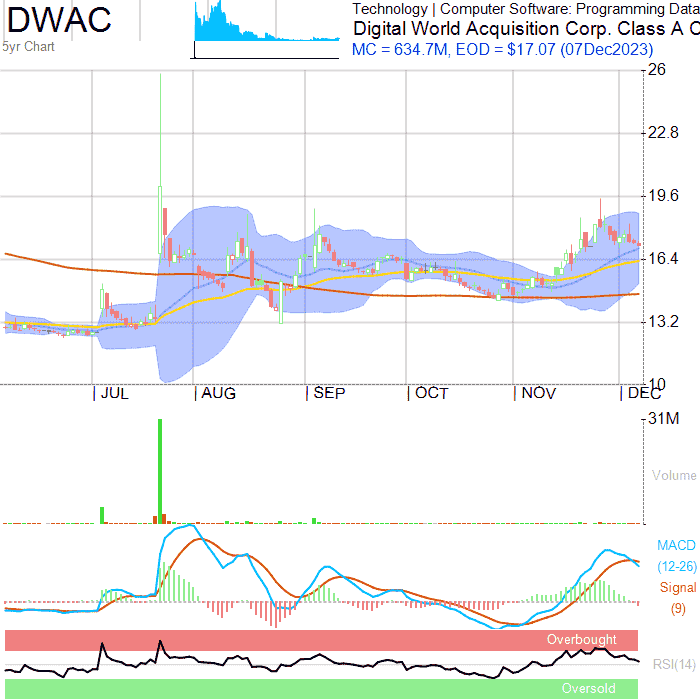 DWAC
5yr Chart
Technology | Computer Software: Programming Data
Digital World Acquisition Corp. Class A C
MC = 634.7M, EOD = $17.07 (07Dec2023)
26
22.8
19.6
16.4
13.2
10
JUL AUG SEP OCT NOV DEC
31M
Volume
MACD
(12-26)
Signal
(9)
Overbought
RSI(14)
Oversold